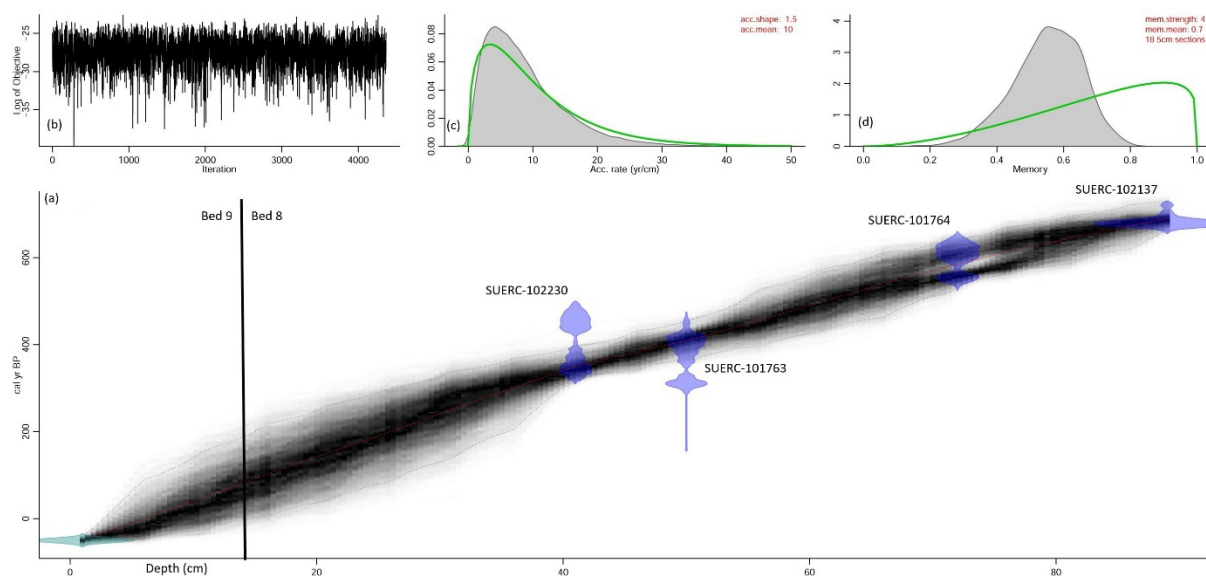 Log of Objective
−25
−30
−35
(b)
0 1000 2000 3000 4000
Iteration
0.00 0.02 0.04 0.06 0.08
(c)
acc.shape: 1.5
acc.mean: 10
0 10 20 30 40 50
Acc. rate (yr/cm)
0 1 2 3 4
(d)
mem.strength: 4
mem.mean: 0.7
18 5cm sections
0.0 0.2 0.4 0.6 0.8 1.0
Memory
(a)
Bed 9 Bed 8
SUERC-102137
SUERC-101764
SUERC-102230
SUERC-101763
cal yr BP
0 200 400 600
0 20 40 60 80
Depth (cm)